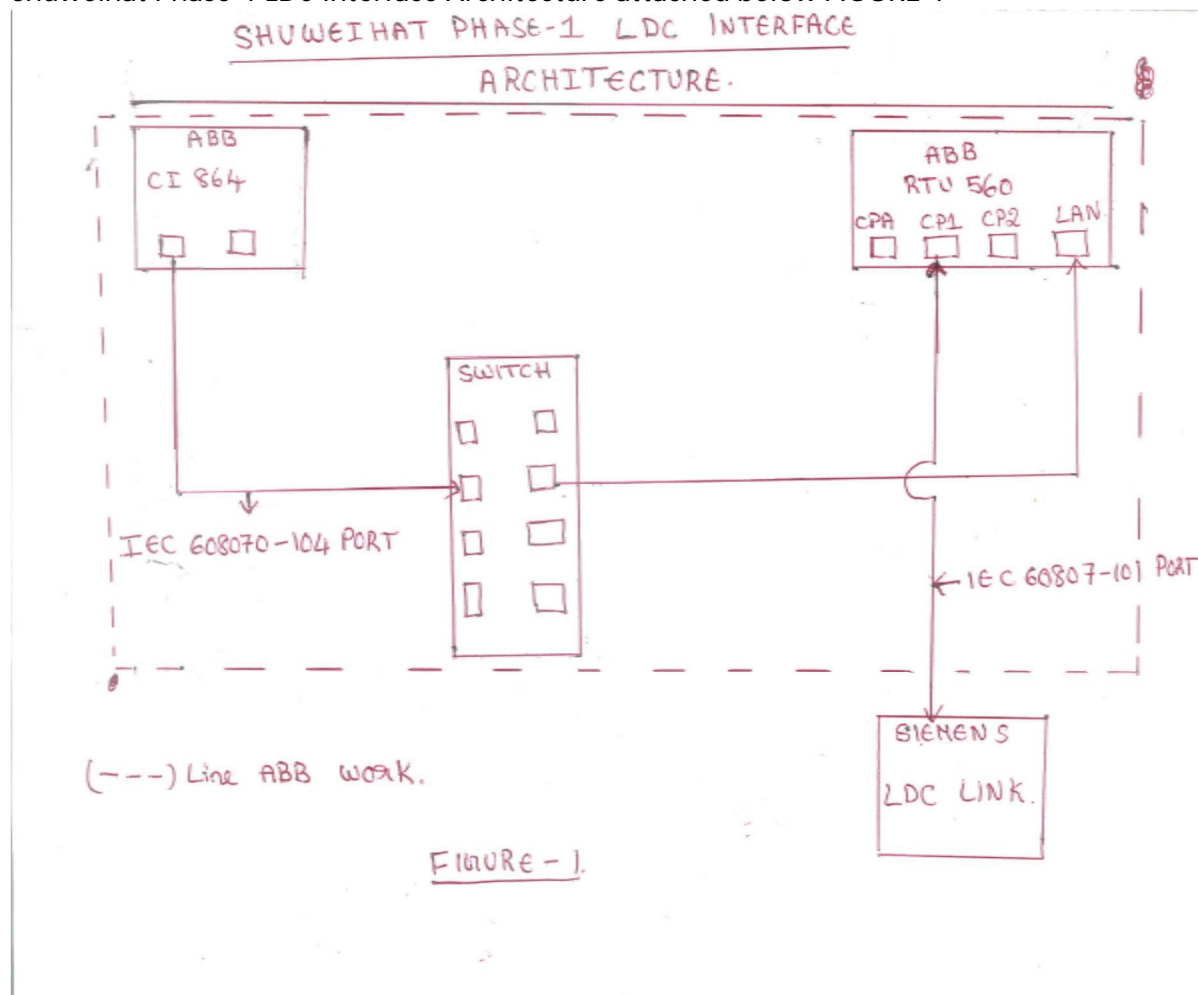 SHUWEIHAT PHASE-1 LDC INTERFACE
ARCHITECTURE.
ABB
CI 864
ABB
RTU 560
CPA CP1 CP2 LAN
SWITCH
IEC 608070-104 PORT
IEC 60807-101 PORT
SIEMENS
LDC LINK.
(---) Line ABB WORK.
FIGURE-1.